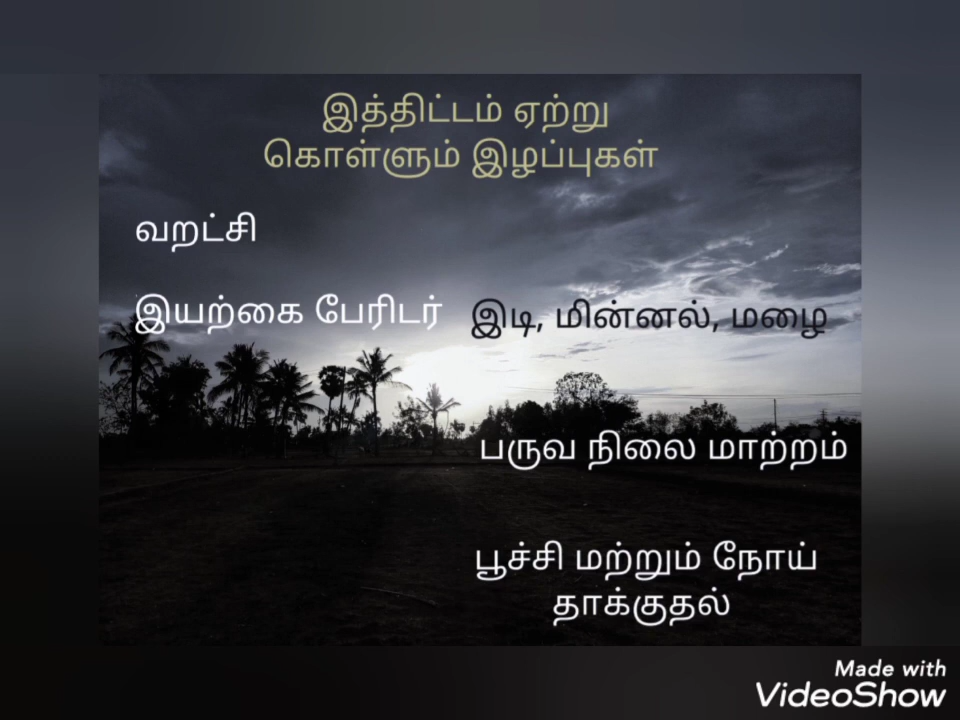 இத்திட்டம் ஏற்று
கொள்ளும் இழப்புகள்
வறட்சி
இயற்கை பேரிடர்
இடி, மின்னல், மழை
பருவ நிலை மாற்றம்
பூச்சி மற்றும் நோய்
தாக்குதல்
Made with
VideoShow